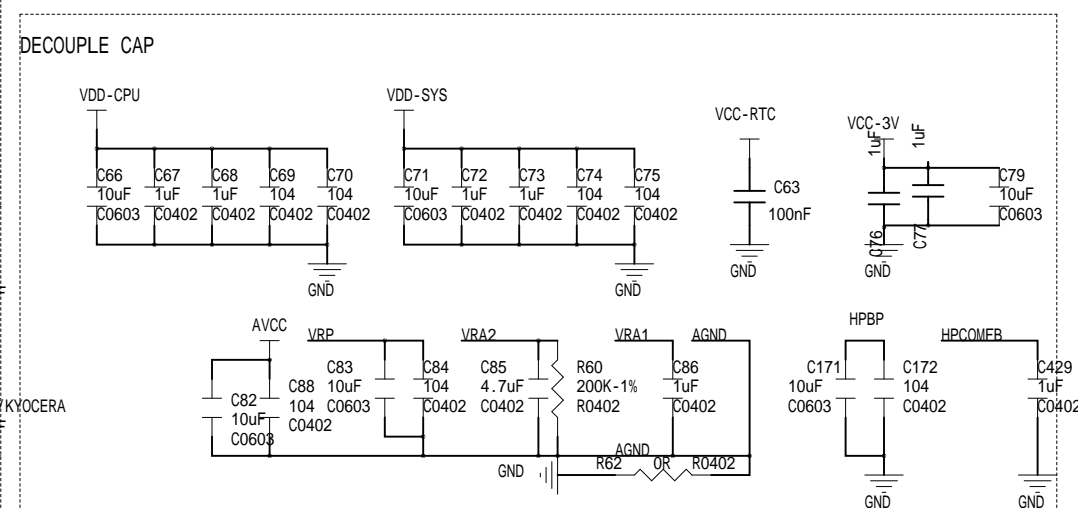 DECOUPLE CAP
VDD-CPU
VDD-SYS
VCC-RTC
VCC-3V
C66
10uF
C0603
C67
1uF
C0402
C68
1uF
C0402
C69
104
C0402
C70
104
C0402
GND
C71
10uF
C0603
C72
1uF
C0402
C73
1uF
C0402
C74
104
C0402
C75
104
C0402
GND
C63
100nF
GND
1uF
C76
1uF
C77
C79
10uF
C0603
GND
/KYOCERA
AVCC
C82
10uF
C0603
C88
104
C0402
VRP
C83
10uF
C0603
C84
104
C0402
VRA2
C85
4.7uF
C0402
R60
200K-1%
R0402
VRA1
C86
1uF
C0402
AGND
AGND
GND
R62 0R R0402
HPBP
C171
10uF
C0603
C172
104
C0402
GND
HPCOMFB
C429
1uF
C0402
GND